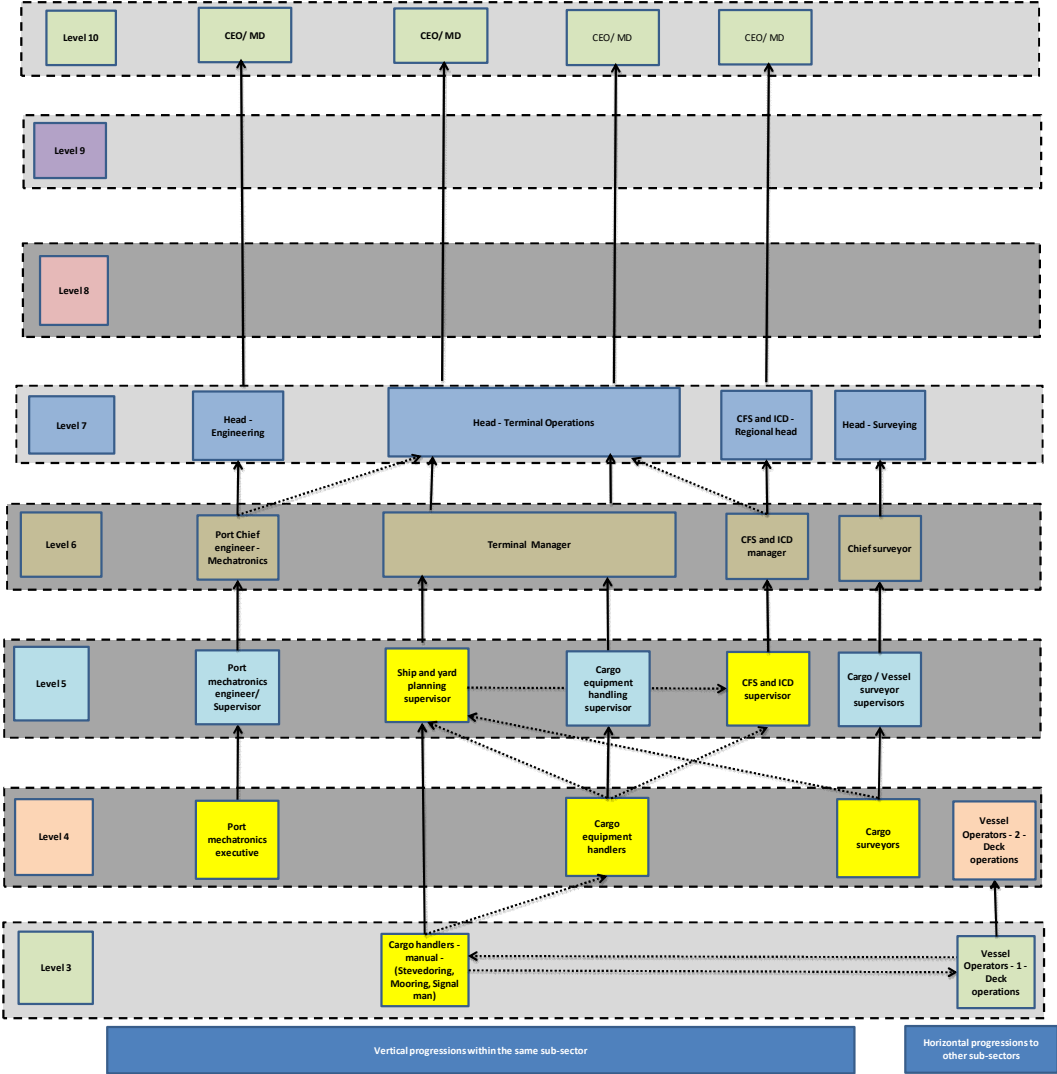 Level 10
CEO/ MD
CEO/ MD
CEO/ MD
CEO/ MD
Level 9
Level 8
Level 7
Head -
Engineering
Head - Terminal Operations
CFS and ICD -
Regional head
Head - Surveying
Level 6
Port Chief
engineer -
Mechatronics
Terminal Manager
CFS and ICD
manager
Chief surveyor
Level 5
Port
mechatronics
engineer/
Supervisor
Ship and yard
planning
supervisor
Cargo
equipment
handling
supervisor
CFS and ICD
supervisor
Cargo / Vessel
surveyor
supervisors
Level 4
Port
mechatronics
executive
Cargo
equipment
handlers
Cargo
surveyors
Vessel
Operators - 2 -
Deck
operations
Level 3
Cargo handlers -
manual -
(Stevedoring,
Mooring, Signal
man)
Vessel
Operators - 1 -
Deck
operations
Vertical progressions within the same sub-sector
Horizontal progressions to
other sub-sectors